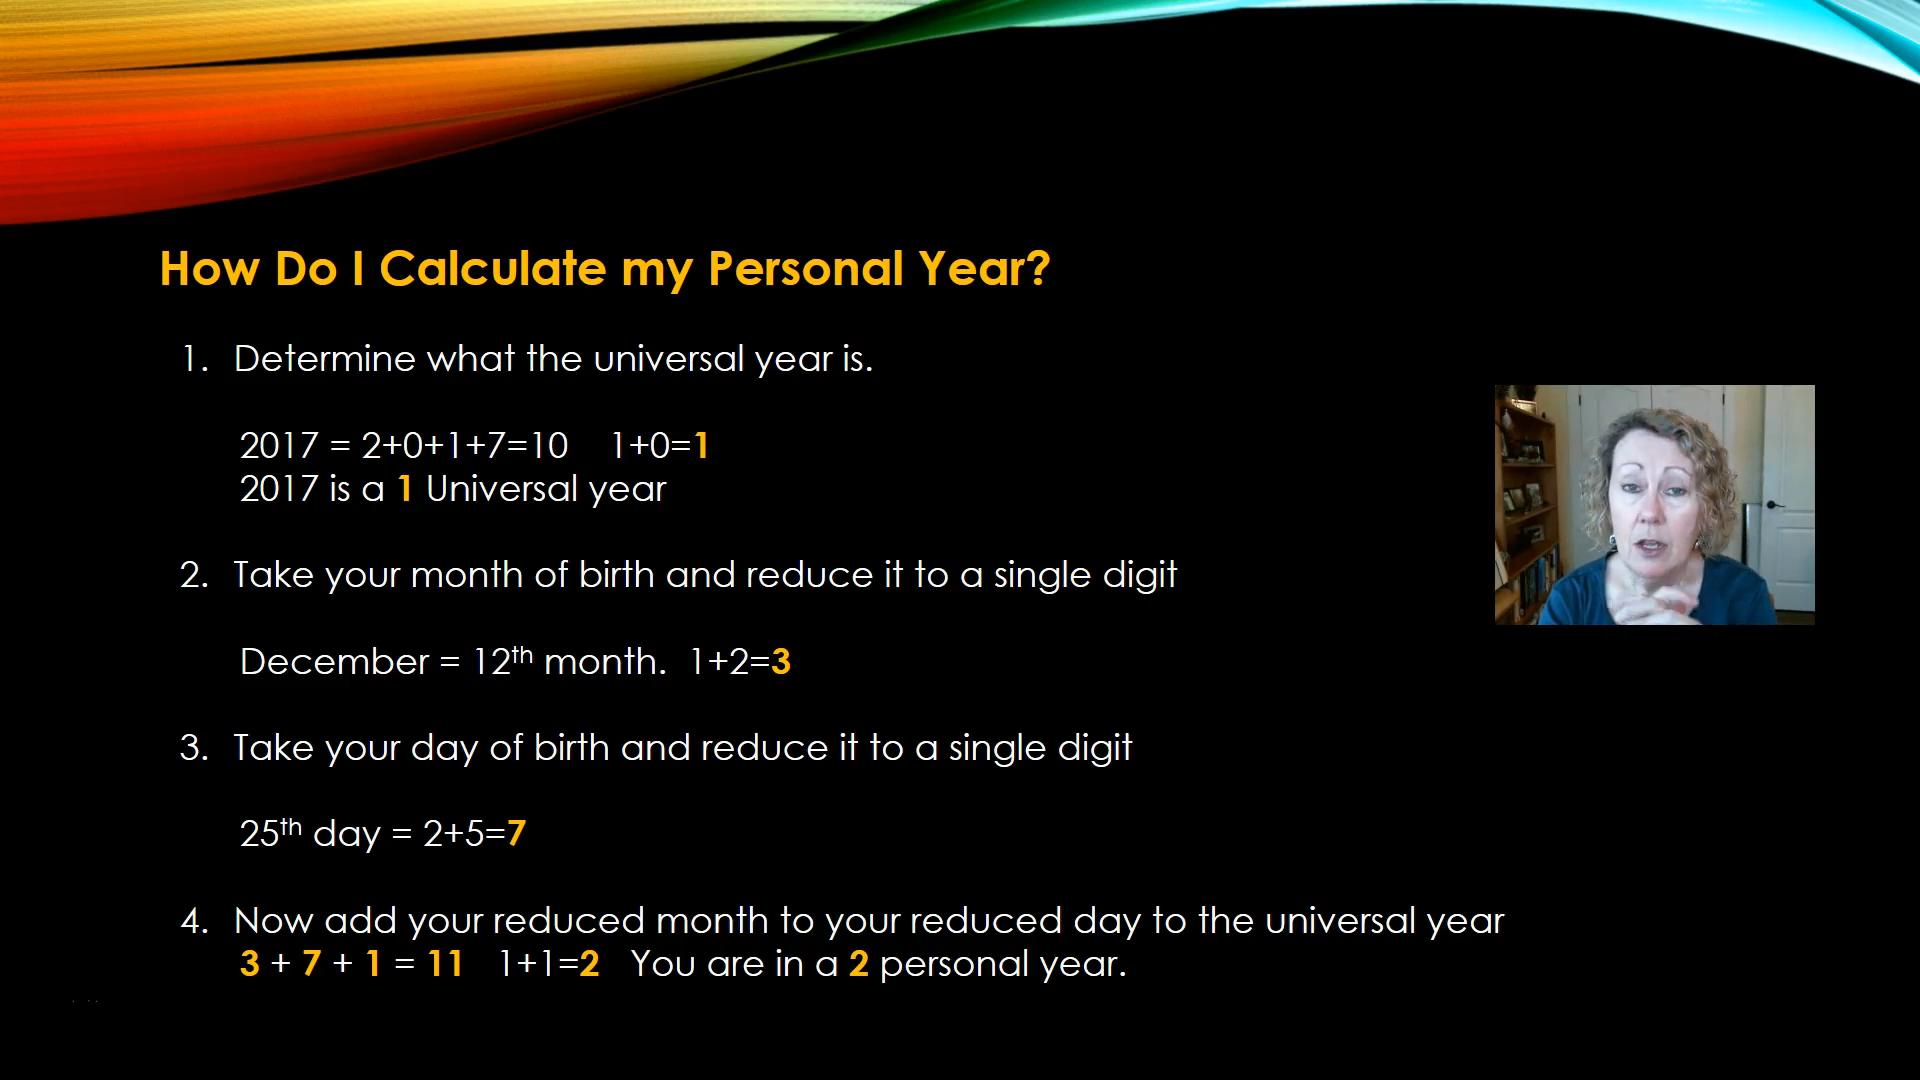 How Do I Calculate my Personal Year?
1. Determine what the universal year is.
2017 = 2+0+1+7=10 1+0=1
2017 is a 1 Universal year
2. Take your month of birth and reduce it to a single digit
December = 12th month. 1+2=3
3. Take your day of birth and reduce it to a single digit
25th day = 2+5=7
4. Now add your reduced month to your reduced day to the universal year
3 + 7 + 1 = 11 1+1=2 You are in a 2 personal year.